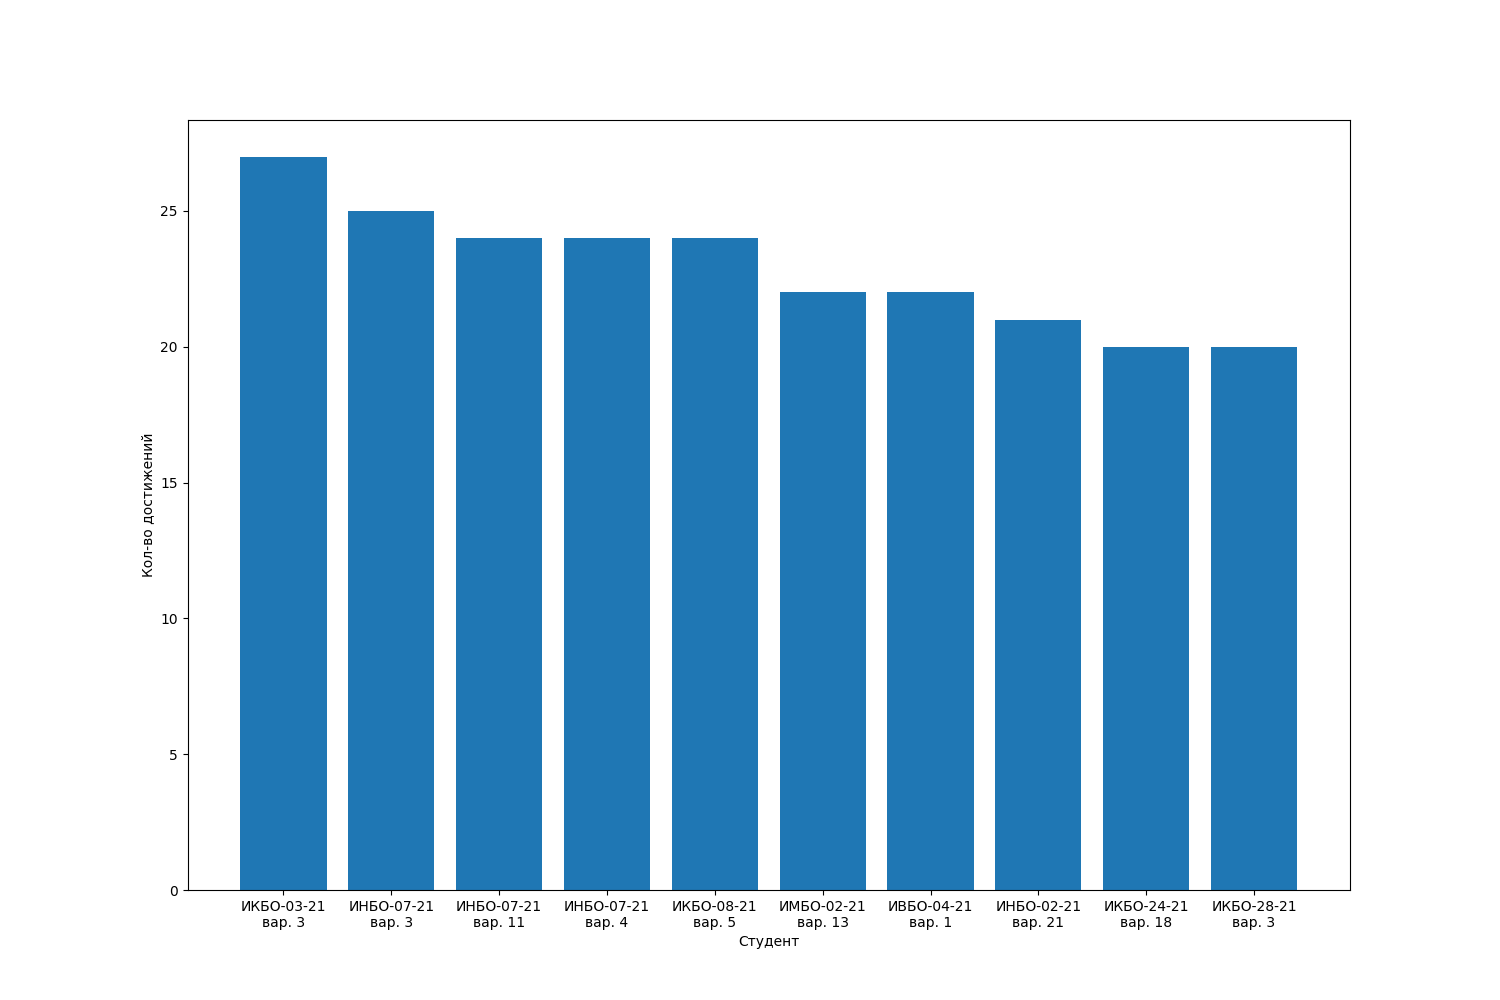 Кол-во достижений
25
20
15
10
5
0
ИКБО-03-21
вар. 3
ИНБО-07-21
вар. 3
ИНБО-07-21
вар. 11
ИНБО-07-21
вар. 4
ИКБО-08-21
вар. 5
ИМБО-02-21
вар. 13
ИВБО-04-21
вар. 1
ИНБО-02-21
вар. 21
ИКБО-24-21
вар. 18
ИКБО-28-21
вар. 3
Студент